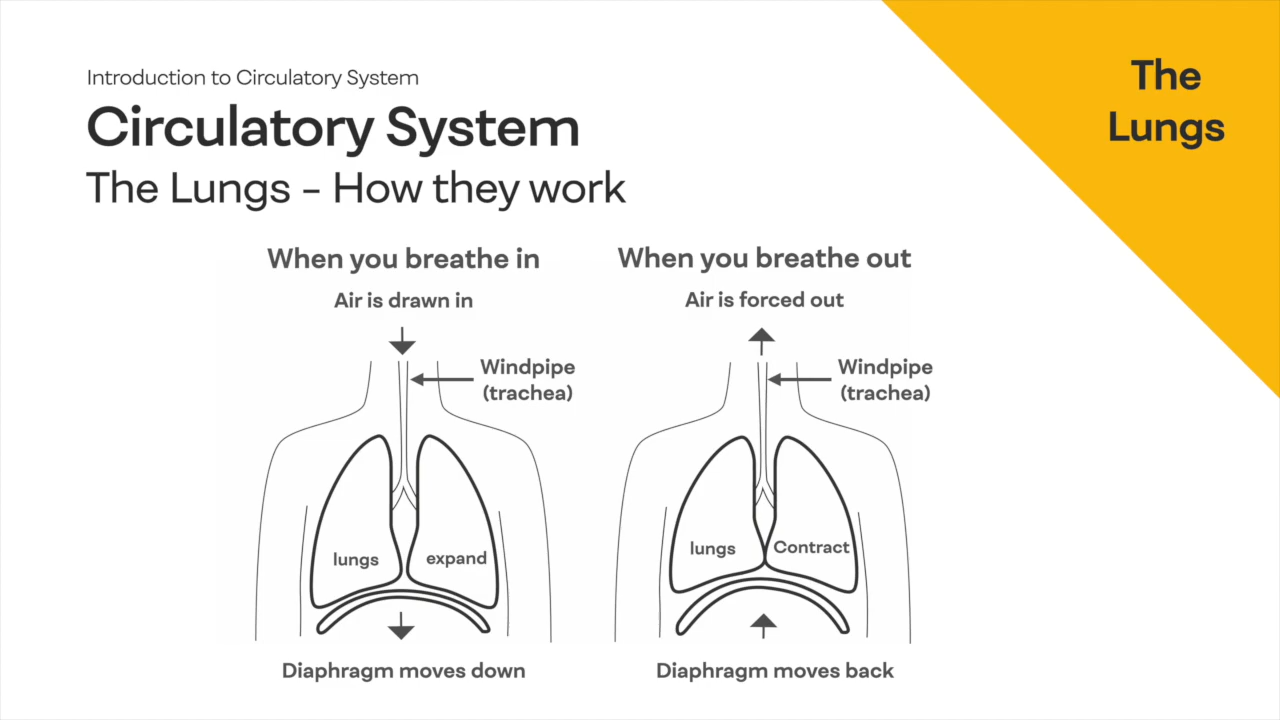 Introduction to Circulatory System
Circulatory System
The Lungs – How they work
The
Lungs
When you breathe in
Air is drawn in
Windpipe
(trachea)
lungs
expand
Diaphragm moves down
When you breathe out
Air is forced out
Windpipe
(trachea)
lungs
Contract
Diaphragm moves back